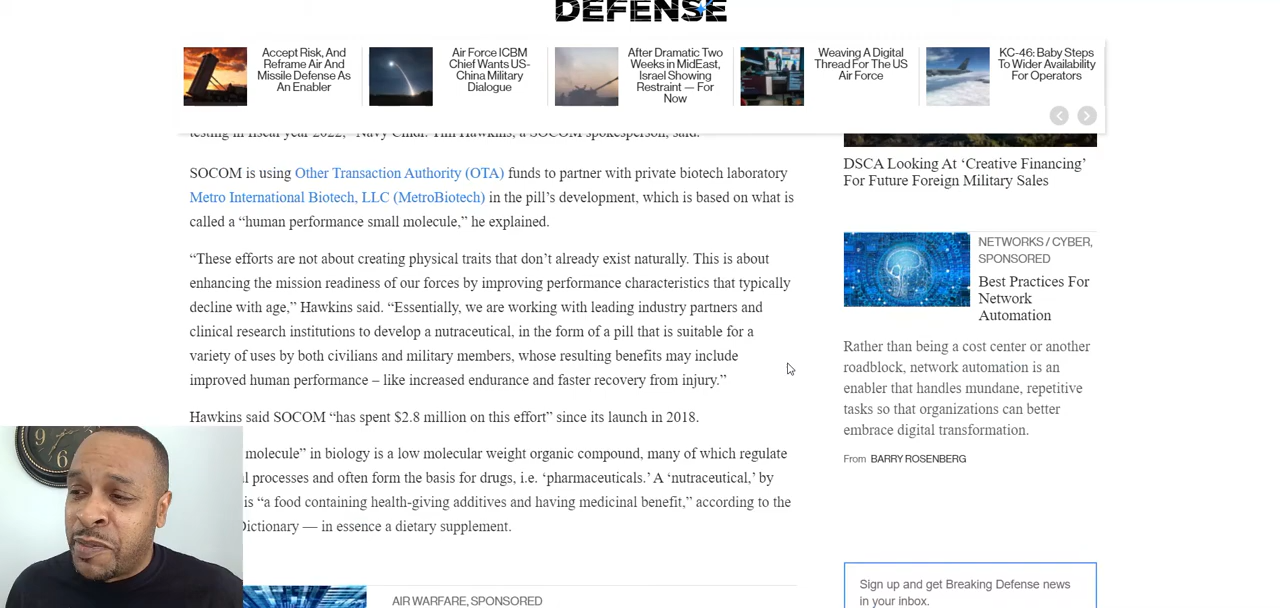 DEFENSE
Accept Risk, And
Reframe Air And
Missile Defense As
An Enabler
Air Force ICBM
Chief Wants US-
China Military
Dialogue
After Dramatic Two
Weeks in MidEast,
Israel Showing
Restraint — For
Now
Weaving A Digital
Thread For The US
Air Force
KC-46: Baby Steps
To Wider Availability
For Operators
testing in fiscal year 2022,” Navy Cmdr. Tim Hawkins, a SOCOM spokesperson, said.
SOCOM is using Other Transaction Authority (OTA) funds to partner with private biotech laboratory
Metro International Biotech, LLC (MetroBiotech) in the pill’s development, which is based on what is
called a “human performance small molecule,” he explained.
“These efforts are not about creating physical traits that don’t already exist naturally. This is about
enhancing the mission readiness of our forces by improving performance characteristics that typically
decline with age,” Hawkins said. “Essentially, we are working with leading industry partners and
clinical research institutions to develop a nutraceutical, in the form of a pill that is suitable for a
variety of uses by both civilians and military members, whose resulting benefits may include
improved human performance – like increased endurance and faster recovery from injury.”
Hawkins said SOCOM “has spent $2.8 million on this effort” since its launch in 2018.
molecule” in biology is a low molecular weight organic compound, many of which regulate
processes and often form the basis for drugs, i.e. ‘pharmaceuticals.’ A ‘nutraceutical,’ by
is “a food containing health-giving additives and having medicinal benefit,” according to the
Dictionary — in essence a dietary supplement.
AIR WARFARE, SPONSORED
DSCA Looking At ‘Creative Financing’
For Future Foreign Military Sales
NETWORKS / CYBER,
SPONSORED
Best Practices For
Network
Automation
Rather than being a cost center or another
roadblock, network automation is an
enabler that handles mundane, repetitive
tasks so that organizations can better
embrace digital transformation.
From BARRY ROSENBERG
Sign up and get Breaking Defense news
in your inbox.
9
6